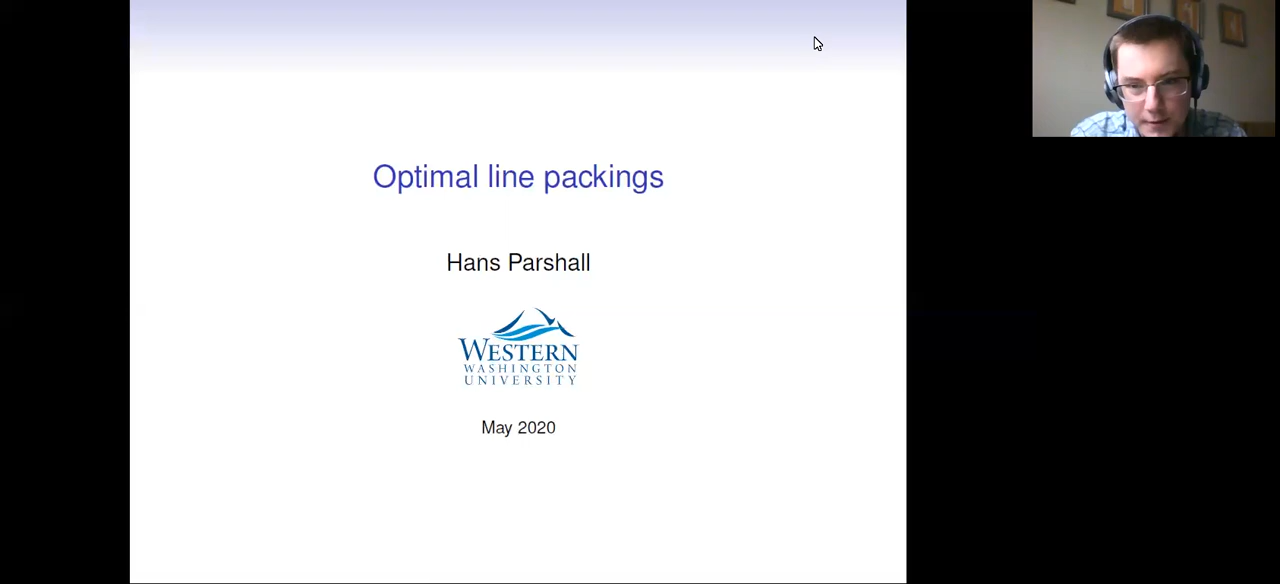 Optimal line packings
Hans Parshall
WESTERN
WASHINGTON
UNIVERSITY
May 2020